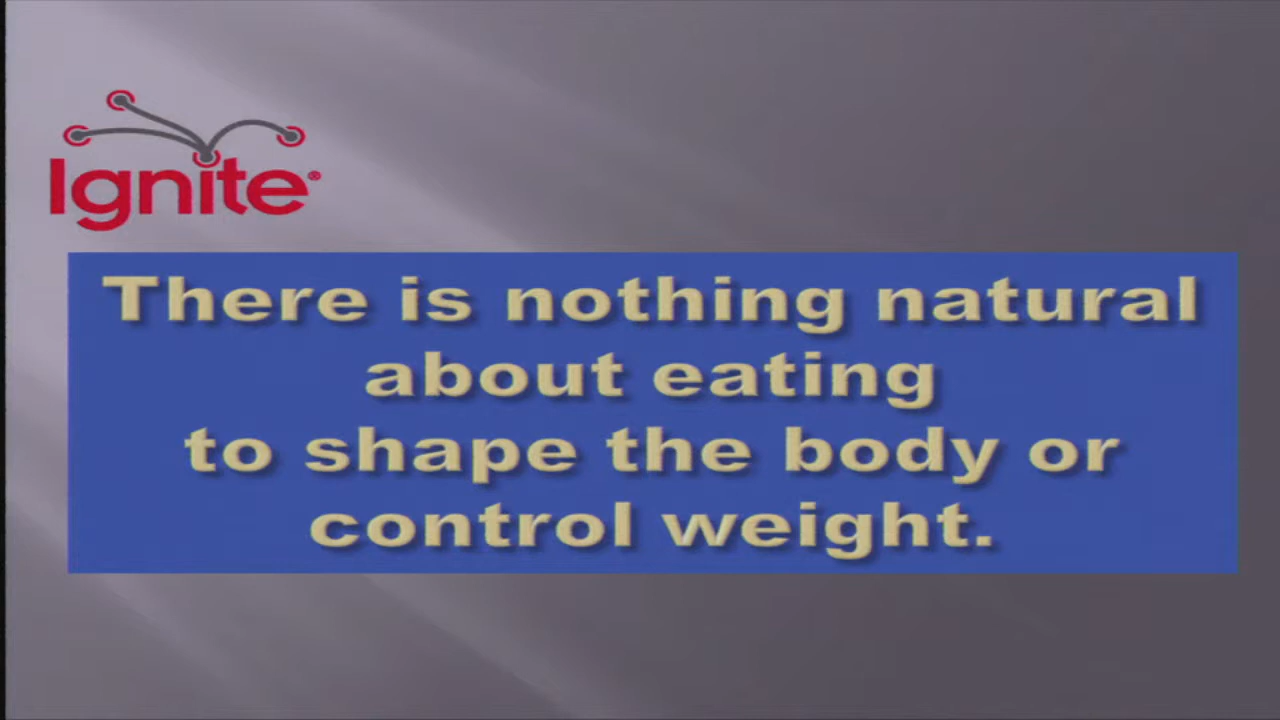 Ignite®
There is nothing natural
about eating
to shape the body or
control weight.